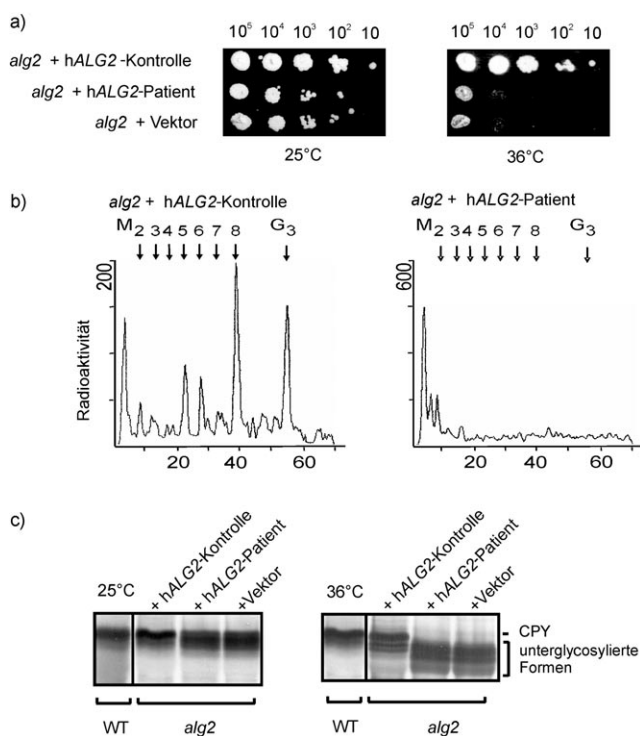 a)
10⁵ 10⁴ 10³ 10² 10
10⁵ 10⁴ 10³ 10² 10
alg2 + hALG2-Kontrolle
alg2 + hALG2-Patient
alg2 + Vektor
25°C
36°C
b)
alg2 + hALG2-Kontrolle
alg2 + hALG2-Patient
M2 3 4 5 6 7 8 G3
M2 3 4 5 6 7 8 G3
200
600
Radioaktivität
20 40 60
20 40 60
c)
25°C
+ hALG2-Kontrolle
+ hALG2-Patient
+Vektor
36°C
+ hALG2-Kontrolle
+ hALG2-Patient
+Vektor
CPY
unterglycosylierte
Formen
WT
alg2
WT
alg2